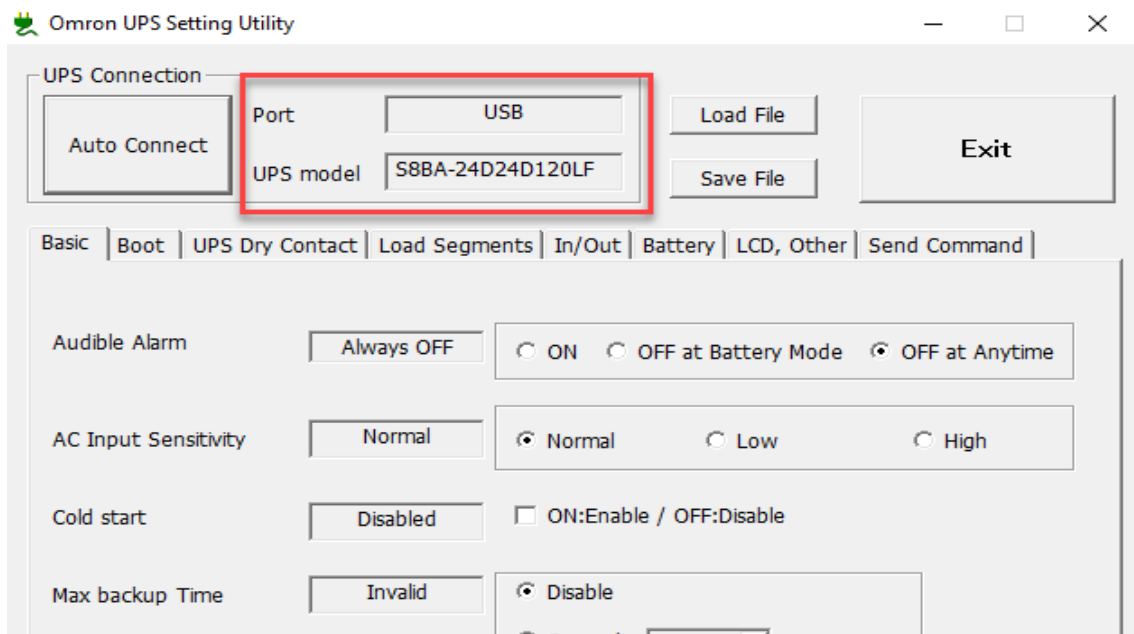 Omron UPS Setting Utility
UPS Connection
Auto Connect
Port USB
UPS model S8BA-24D24D120LF
Load File
Save File
Exit
Basic Boot UPS Dry Contact Load Segments In/Out Battery LCD, Other Send Command
Audible Alarm Always OFF ON OFF at Battery Mode OFF at Anytime
AC Input Sensitivity Normal Normal Low High
Cold start Disabled ON:Enable / OFF:Disable
Max backup Time Invalid Disable